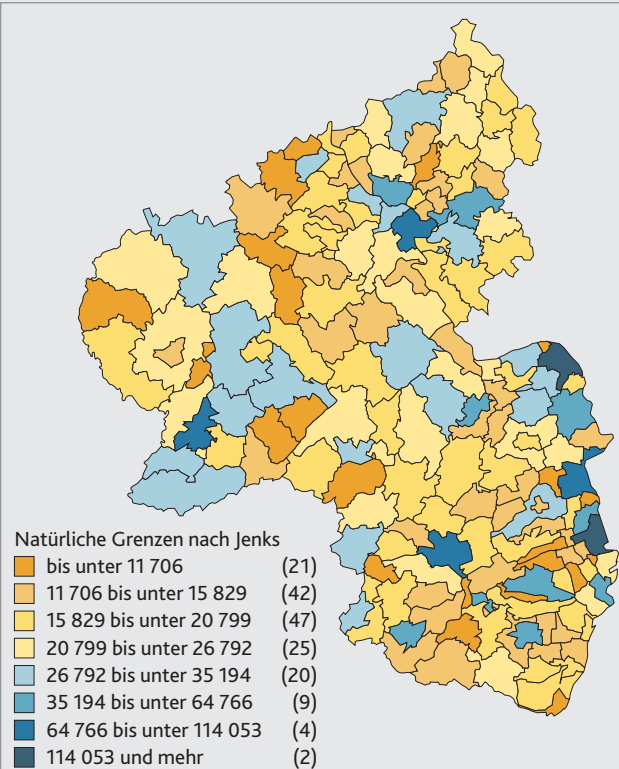 Natürliche Grenzen nach Jenks
bis unter 11 706 (21)
11 706 bis unter 15 829 (42)
15 829 bis unter 20 799 (47)
20 799 bis unter 26 792 (25)
26 792 bis unter 35 194 (20)
35 194 bis unter 64 766 (9)
64 766 bis unter 114 053 (4)
114 053 und mehr (2)